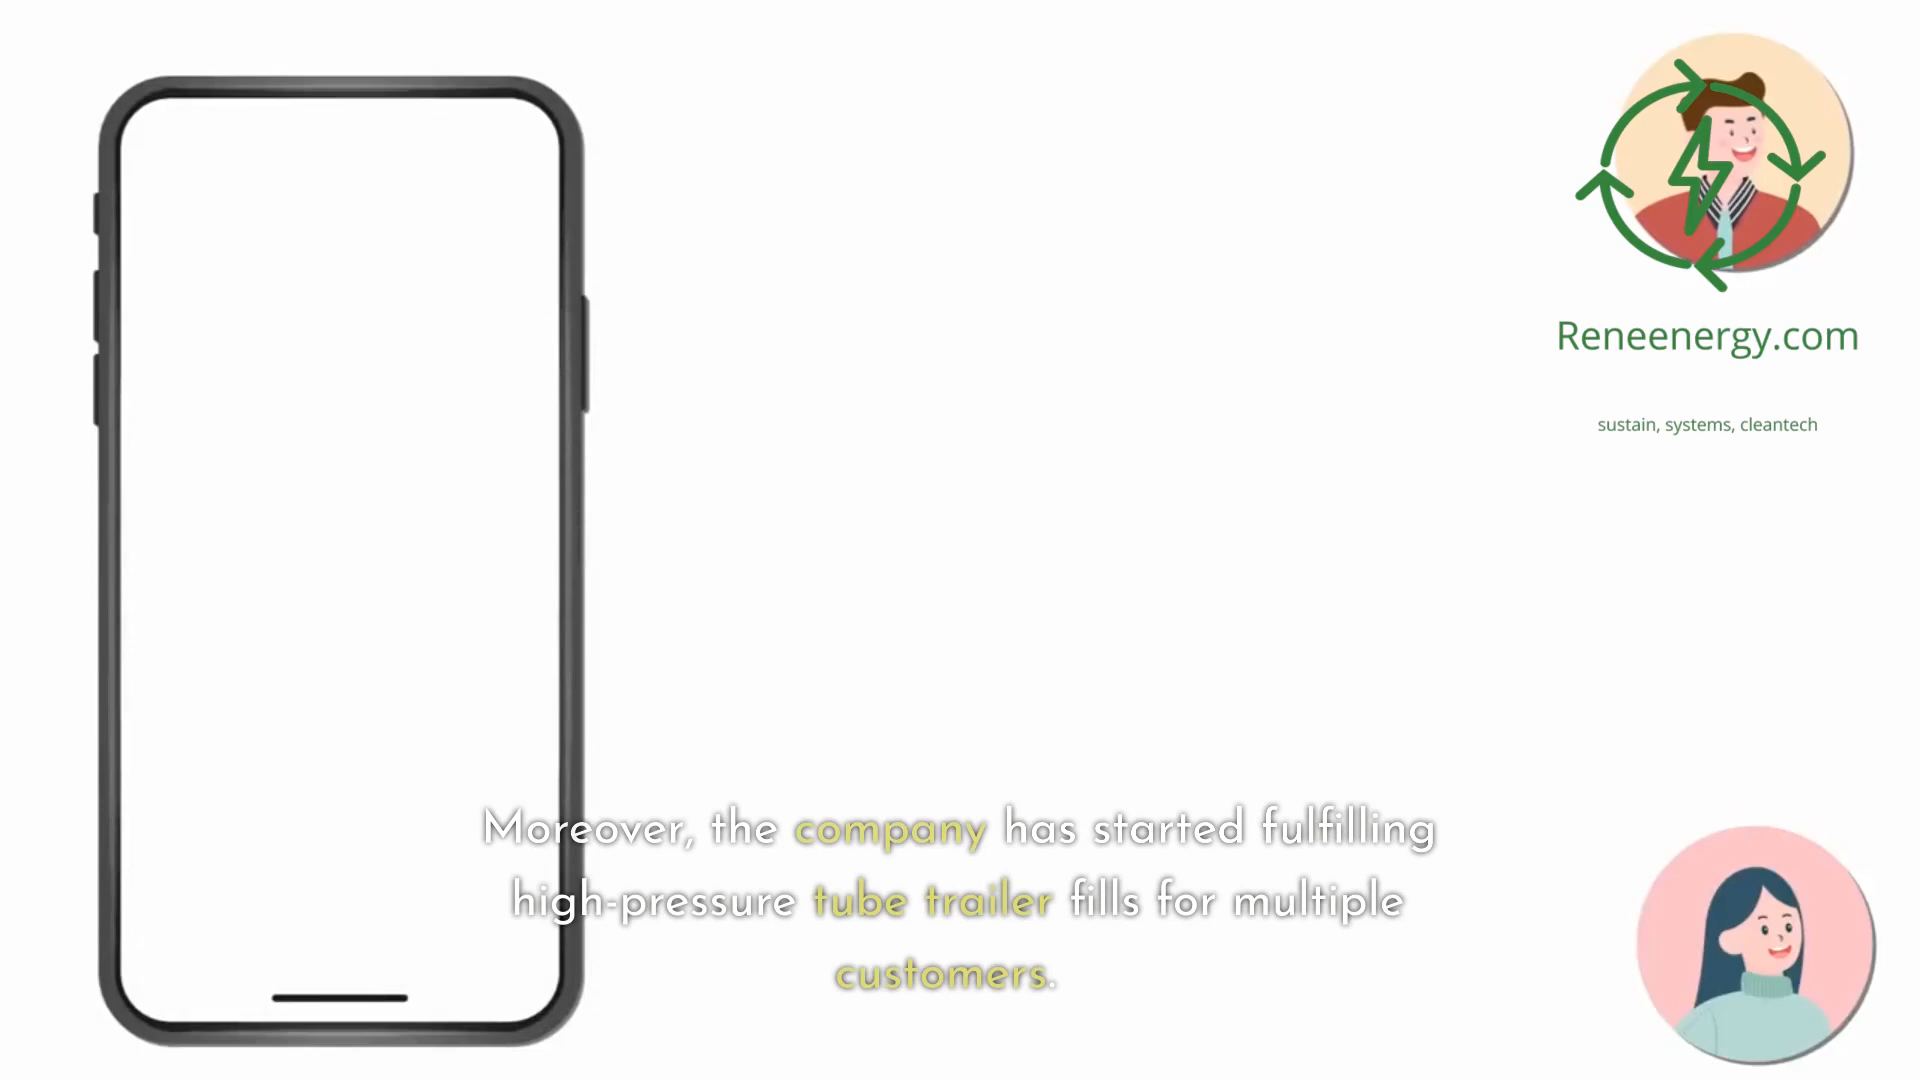 Reneenergy.com
sustain, systems, cleantech
Moreover, the company has started fulfilling
high-pressure tube trailer fills for multiple
customers.